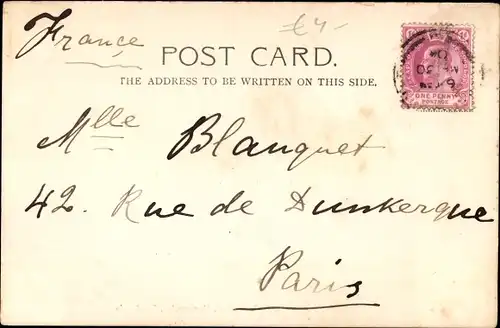 £4-
France
POST CARD.
THE ADDRESS TO BE WRITTEN ON THIS SIDE.
ONE PENNY
POSTAGE
Mlle Blanquet
42. Rue de Dunkerque
Paris